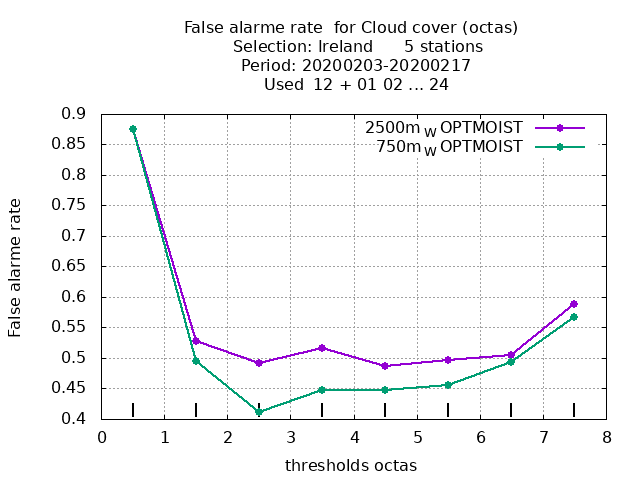 False alarme rate  for Cloud cover (octas)
Selection: Ireland      5 stations
Period: 20200203-20200217
Used  12 + 01 02 ... 24
2500m_W OPTMOIST
750m_W OPTMOIST
0.9
0.85
0.8
0.75
0.7
0.65
0.6
0.55
0.5
0.45
0.4
False alarme rate
0 1 2 3 4 5 6 7 8
thresholds octas